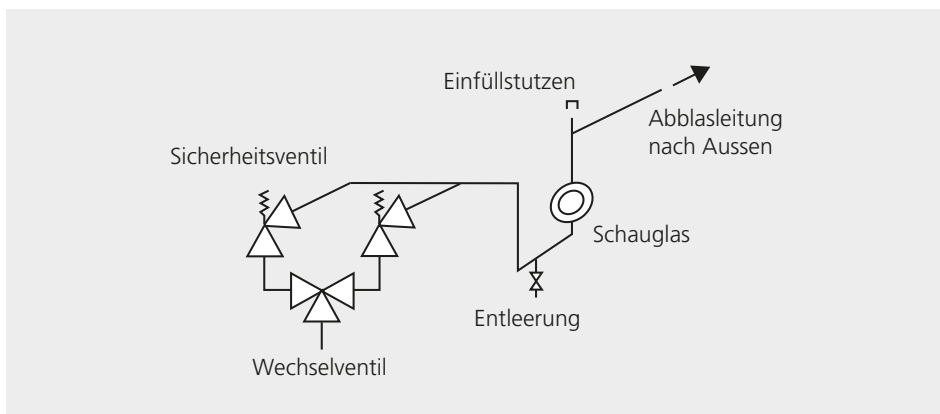 Einfüllstutzen
Abblasleitung
nach Aussen
Sicherheitsventil
Schauglas
Entleerung
Wechselventil